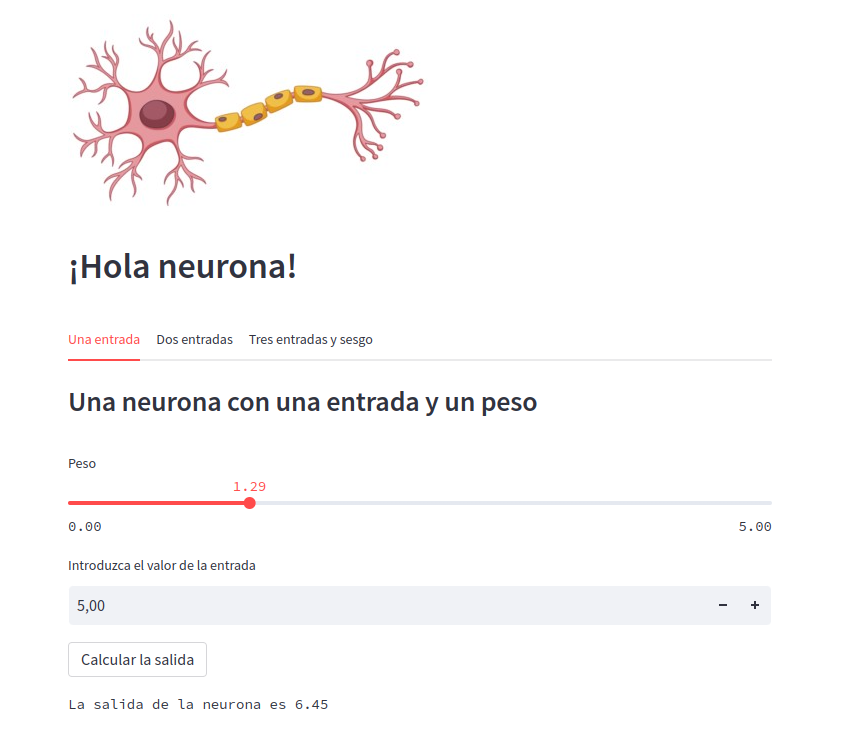 ¡Hola neurona!
Una entrada Dos entradas Tres entradas y sesgo
Una neurona con una entrada y un peso
Peso
1.29
0.00 5.00
Introduzca el valor de la entrada
5,00 − +
Calcular la salida
La salida de la neurona es 6.45